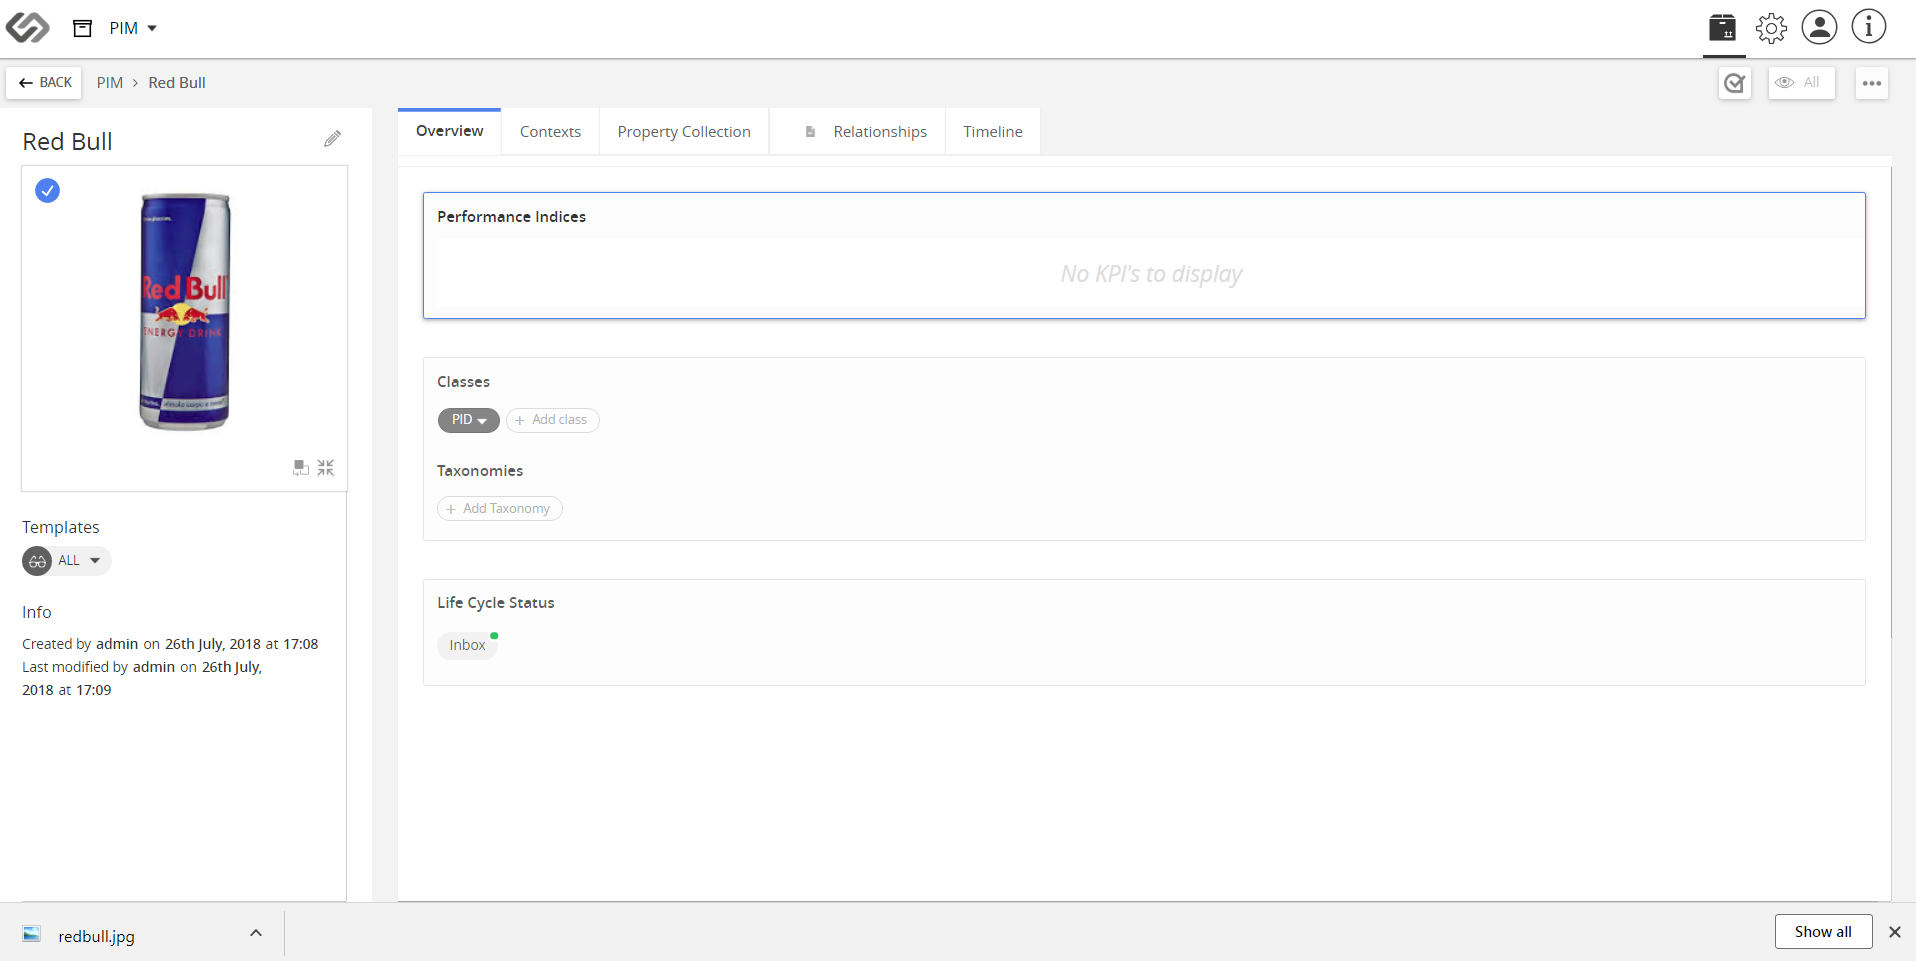 PIM
BACK
PIM > Red Bull
All
Red Bull
Red Bull
ENERGY DRINK
Templates
ALL
Info
Created by admin on 26th July, 2018 at 17:08
Last modified by admin on 26th July,
2018 at 17:09
Overview
Contexts
Property Collection
Relationships
Timeline
Performance Indices
No KPI's to display
Classes
PID
+ Add class
Taxonomies
+ Add Taxonomy
Life Cycle Status
Inbox
redbull.jpg
Show all